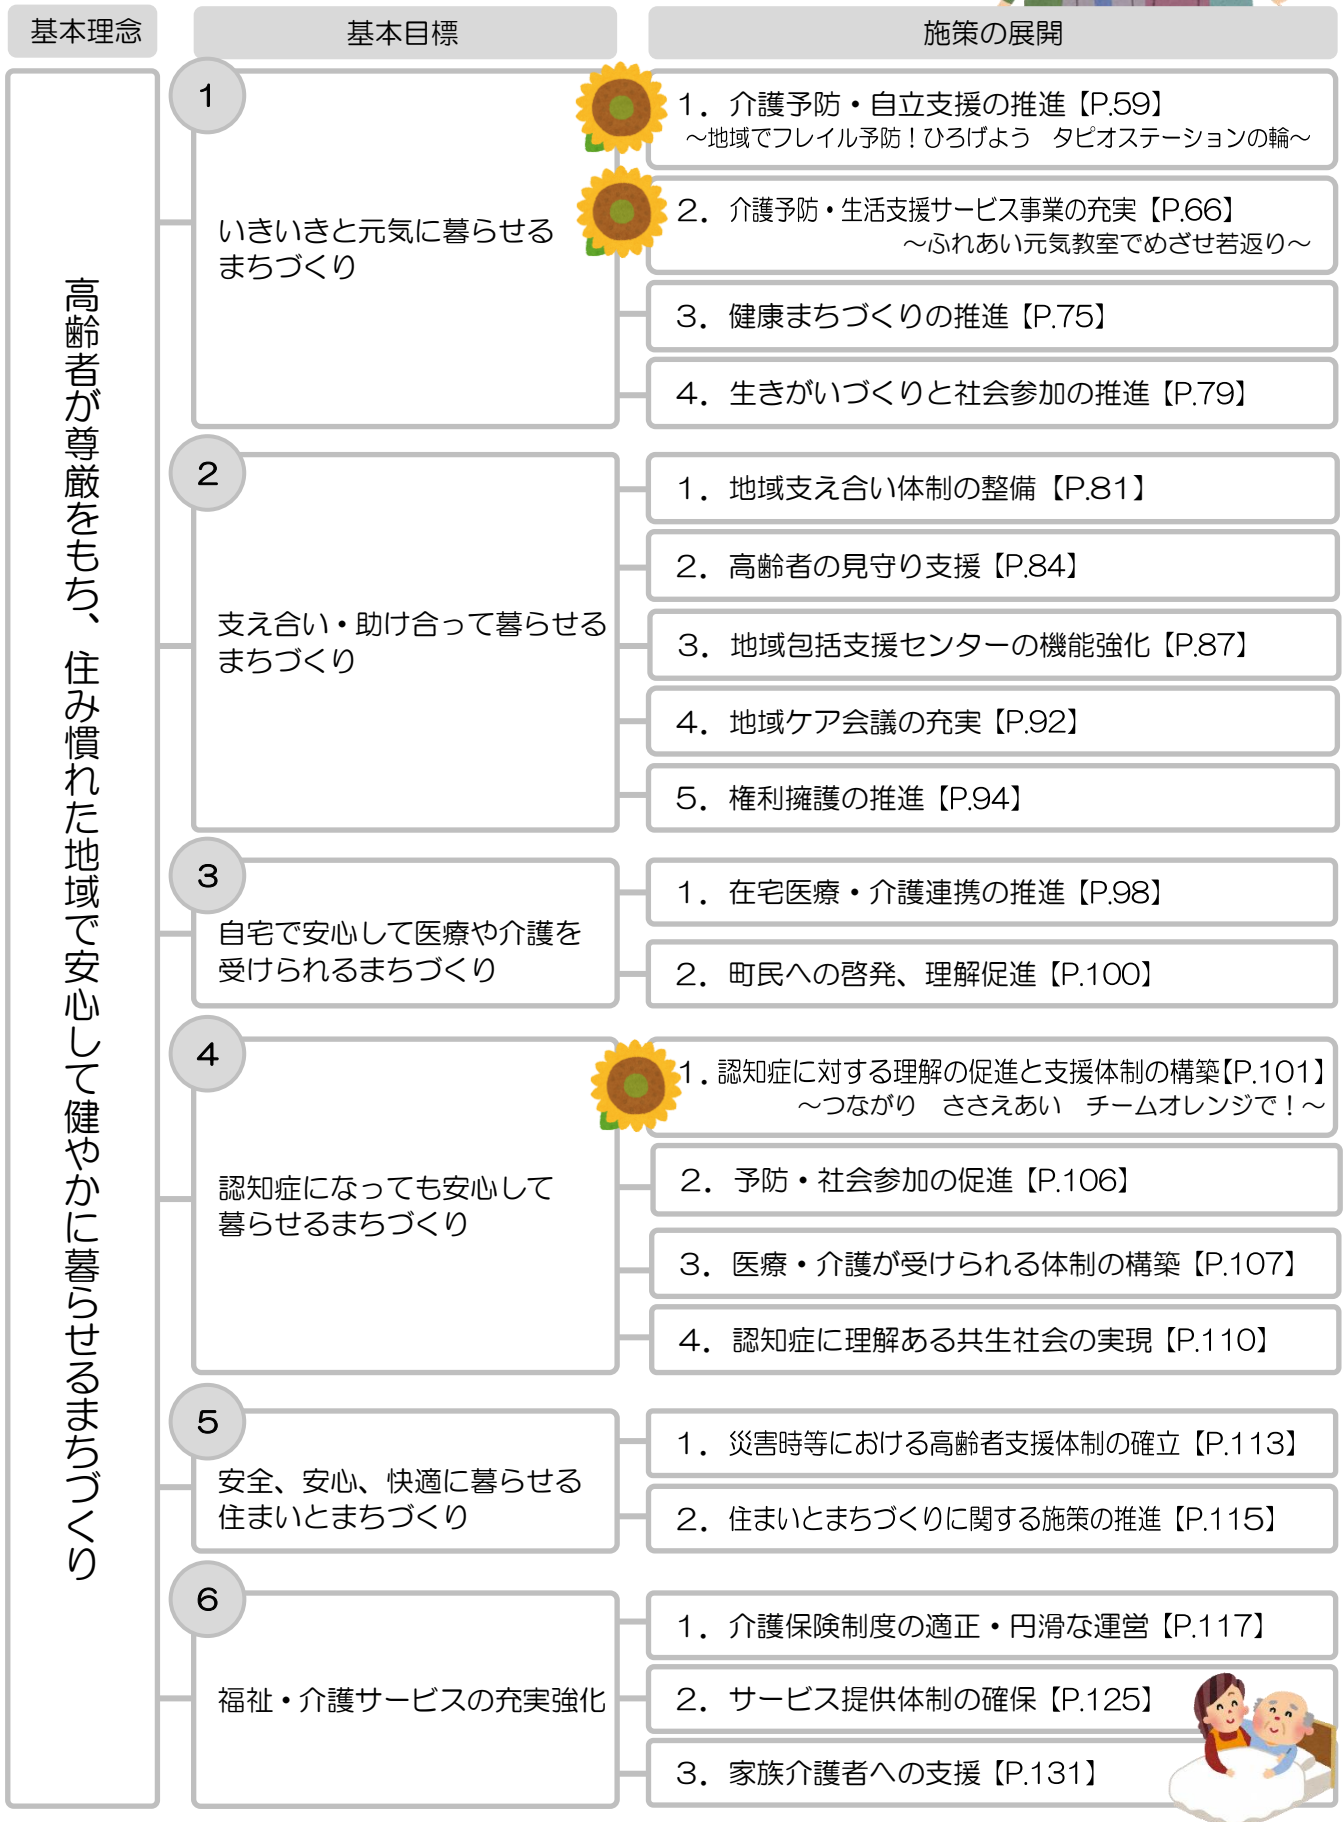 基本理念
基本目標
施策の展開
高齢者が尊厳をもち、住み慣れた地域で安心して健やかに暮らせるまちづくり
1
いきいきと元気に暮らせる
まちづくり
1．介護予防・自立支援の推進【P.59】
～地域でフレイル予防！ひろげよう　タピオステーションの輪～
2．介護予防・生活支援サービス事業の充実【P.66】
～ふれあい元気教室でめざせ若返り～
3．健康まちづくりの推進【P.75】
4．生きがいづくりと社会参加の推進【P.79】
2
支え合い・助け合って暮らせる
まちづくり
1．地域支え合い体制の整備【P.81】
2．高齢者の見守り支援【P.84】
3．地域包括支援センターの機能強化【P.87】
4．地域ケア会議の充実【P.92】
5．権利擁護の推進【P.94】
3
自宅で安心して医療や介護を
受けられるまちづくり
1．在宅医療・介護連携の推進【P.98】
2．町民への啓発、理解促進【P.100】
4
認知症になっても安心して
暮らせるまちづくり
1．認知症に対する理解の促進と支援体制の構築【P.101】
～つながり　ささえあい　チームオレンジで！～
2．予防・社会参加の促進【P.106】
3．医療・介護が受けられる体制の構築【P.107】
4．認知症に理解ある共生社会の実現【P.110】
5
安全、安心、快適に暮らせる
住まいとまちづくり
1．災害時等における高齢者支援体制の確立【P.113】
2．住まいとまちづくりに関する施策の推進【P.115】
6
福祉・介護サービスの充実強化
1．介護保険制度の適正・円滑な運営【P.117】
2．サービス提供体制の確保【P.125】
3．家族介護者への支援【P.131】